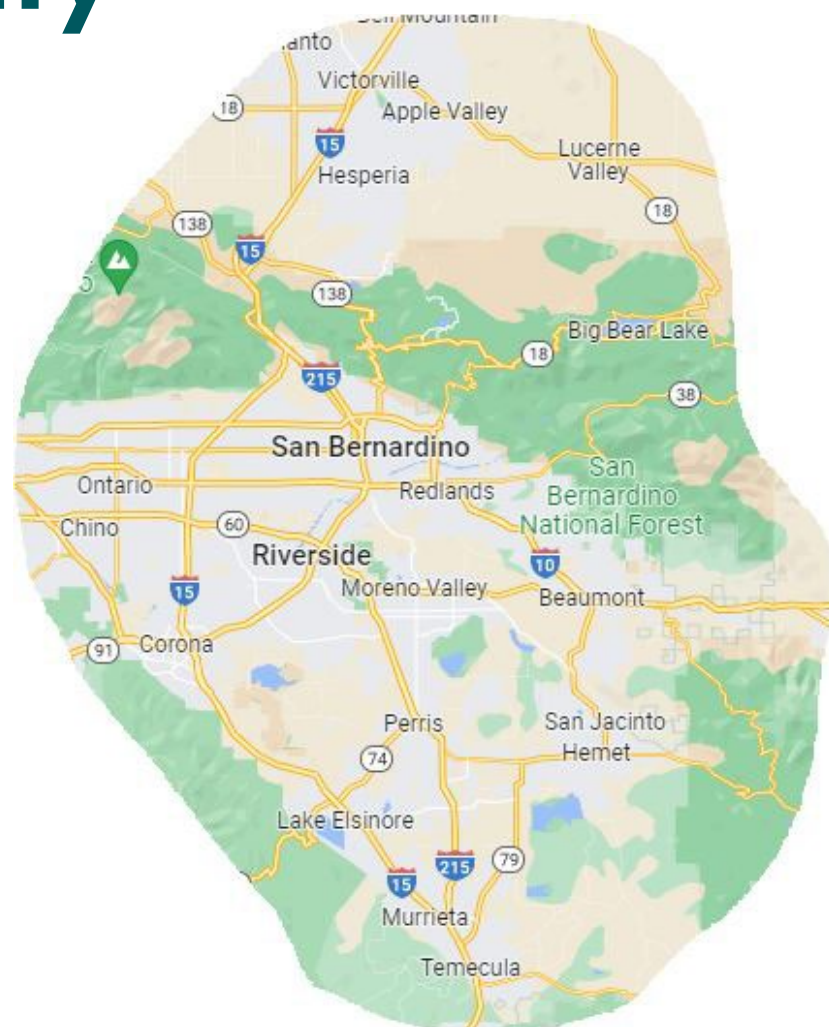 Victorville
18
Apple Valley
15
Lucerne
Valley
Hesperia
18
138
15
138
Big Bear Lake
18
215
38
San Bernardino
San
Bernardino
National Forest
Ontario
Redlands
Chino
60
Riverside
10
Moreno Valley
15
Beaumont
Corona
91
Perris
San Jacinto
74
Hemet
Lake Elsinore
79
215
15
Murrieta
Temecula